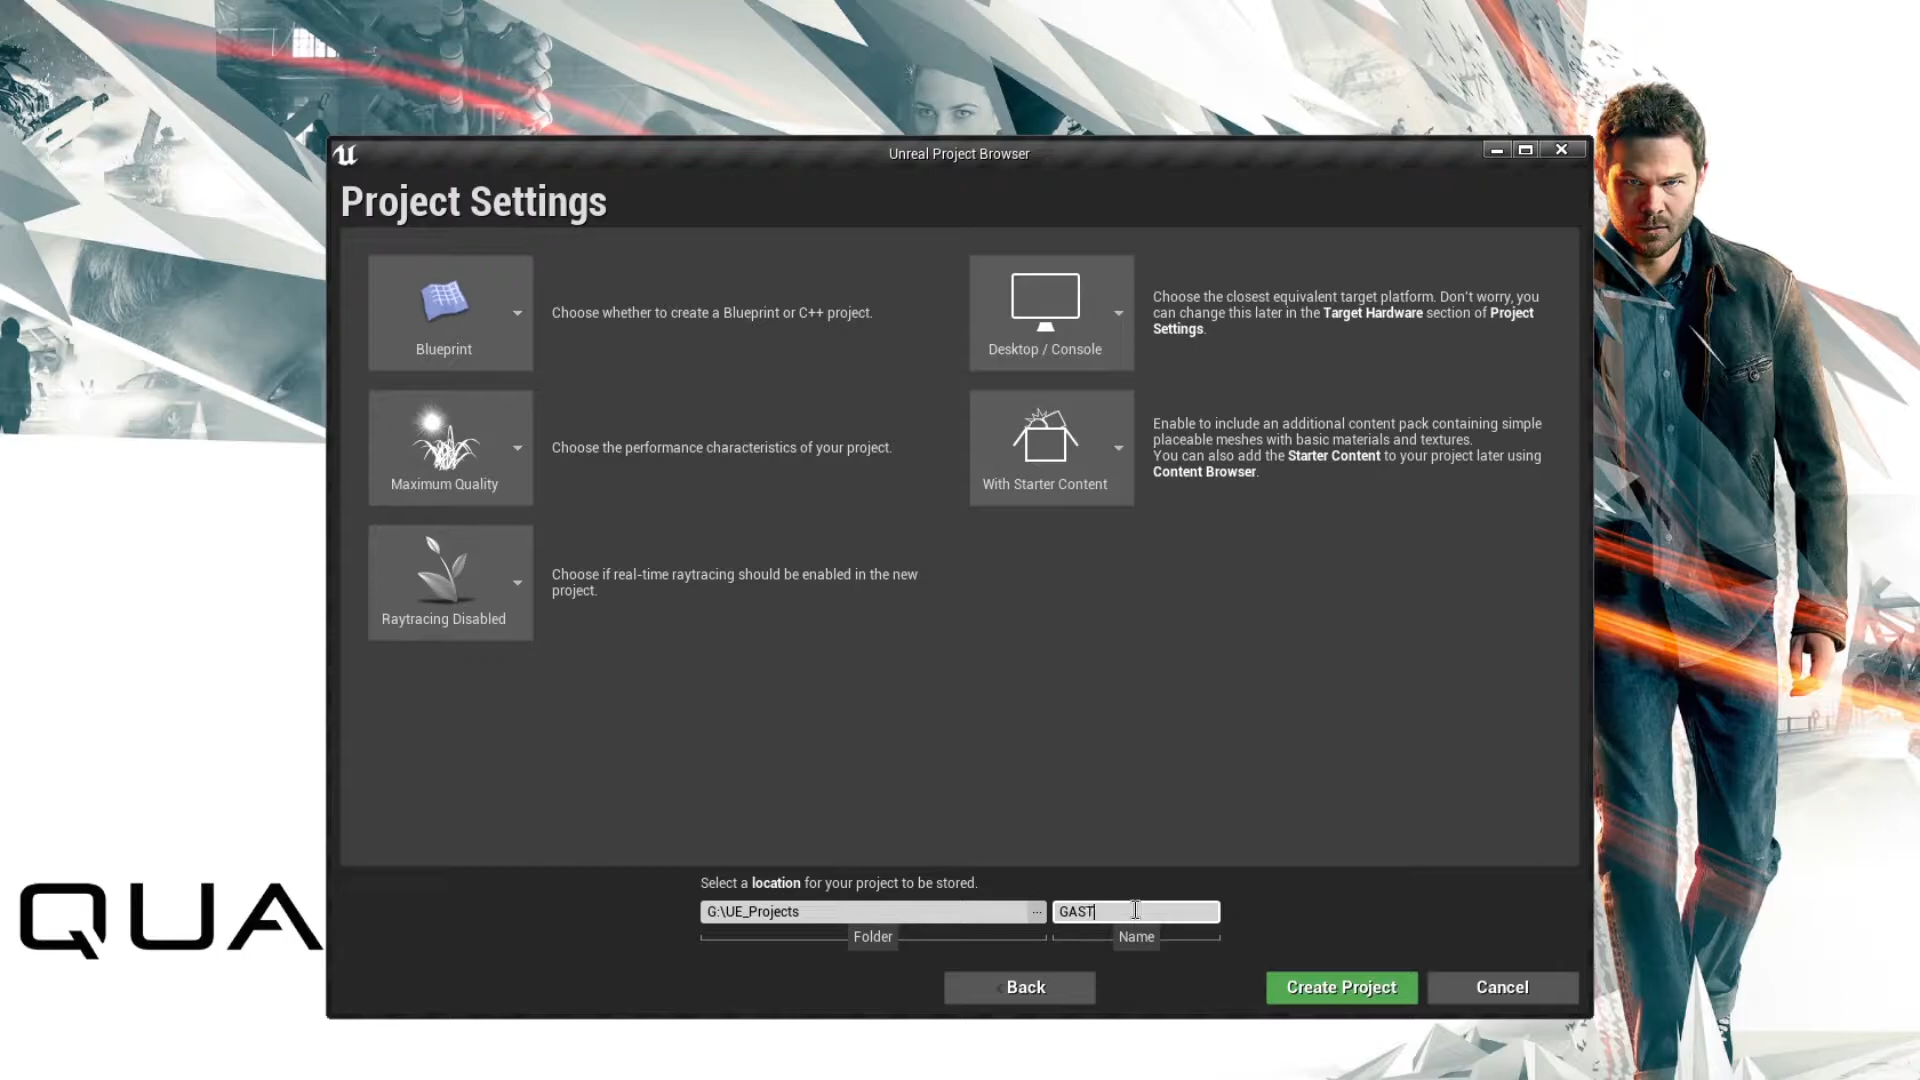 Unreal Project Browser
Project Settings
Blueprint
Choose whether to create a Blueprint or C++ project.
Desktop / Console
Choose the closest equivalent target platform. Don't worry, you
can change this later in the Target Hardware section of Project
Settings.
Maximum Quality
Choose the performance characteristics of your project.
With Starter Content
Enable to include an additional content pack containing simple
placeable meshes with basic materials and textures.
You can also add the Starter Content to your project later using
Content Browser.
Raytracing Disabled
Choose if real-time raytracing should be enabled in the new
project.
Select a location for your project to be stored.
G:\UE_Projects
...
GAST
Folder
Name
Back
Create Project
Cancel
QUA